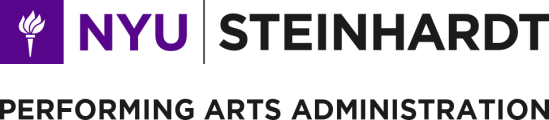 NYU STEINHARDT
PERFORMING ARTS ADMINISTRATION